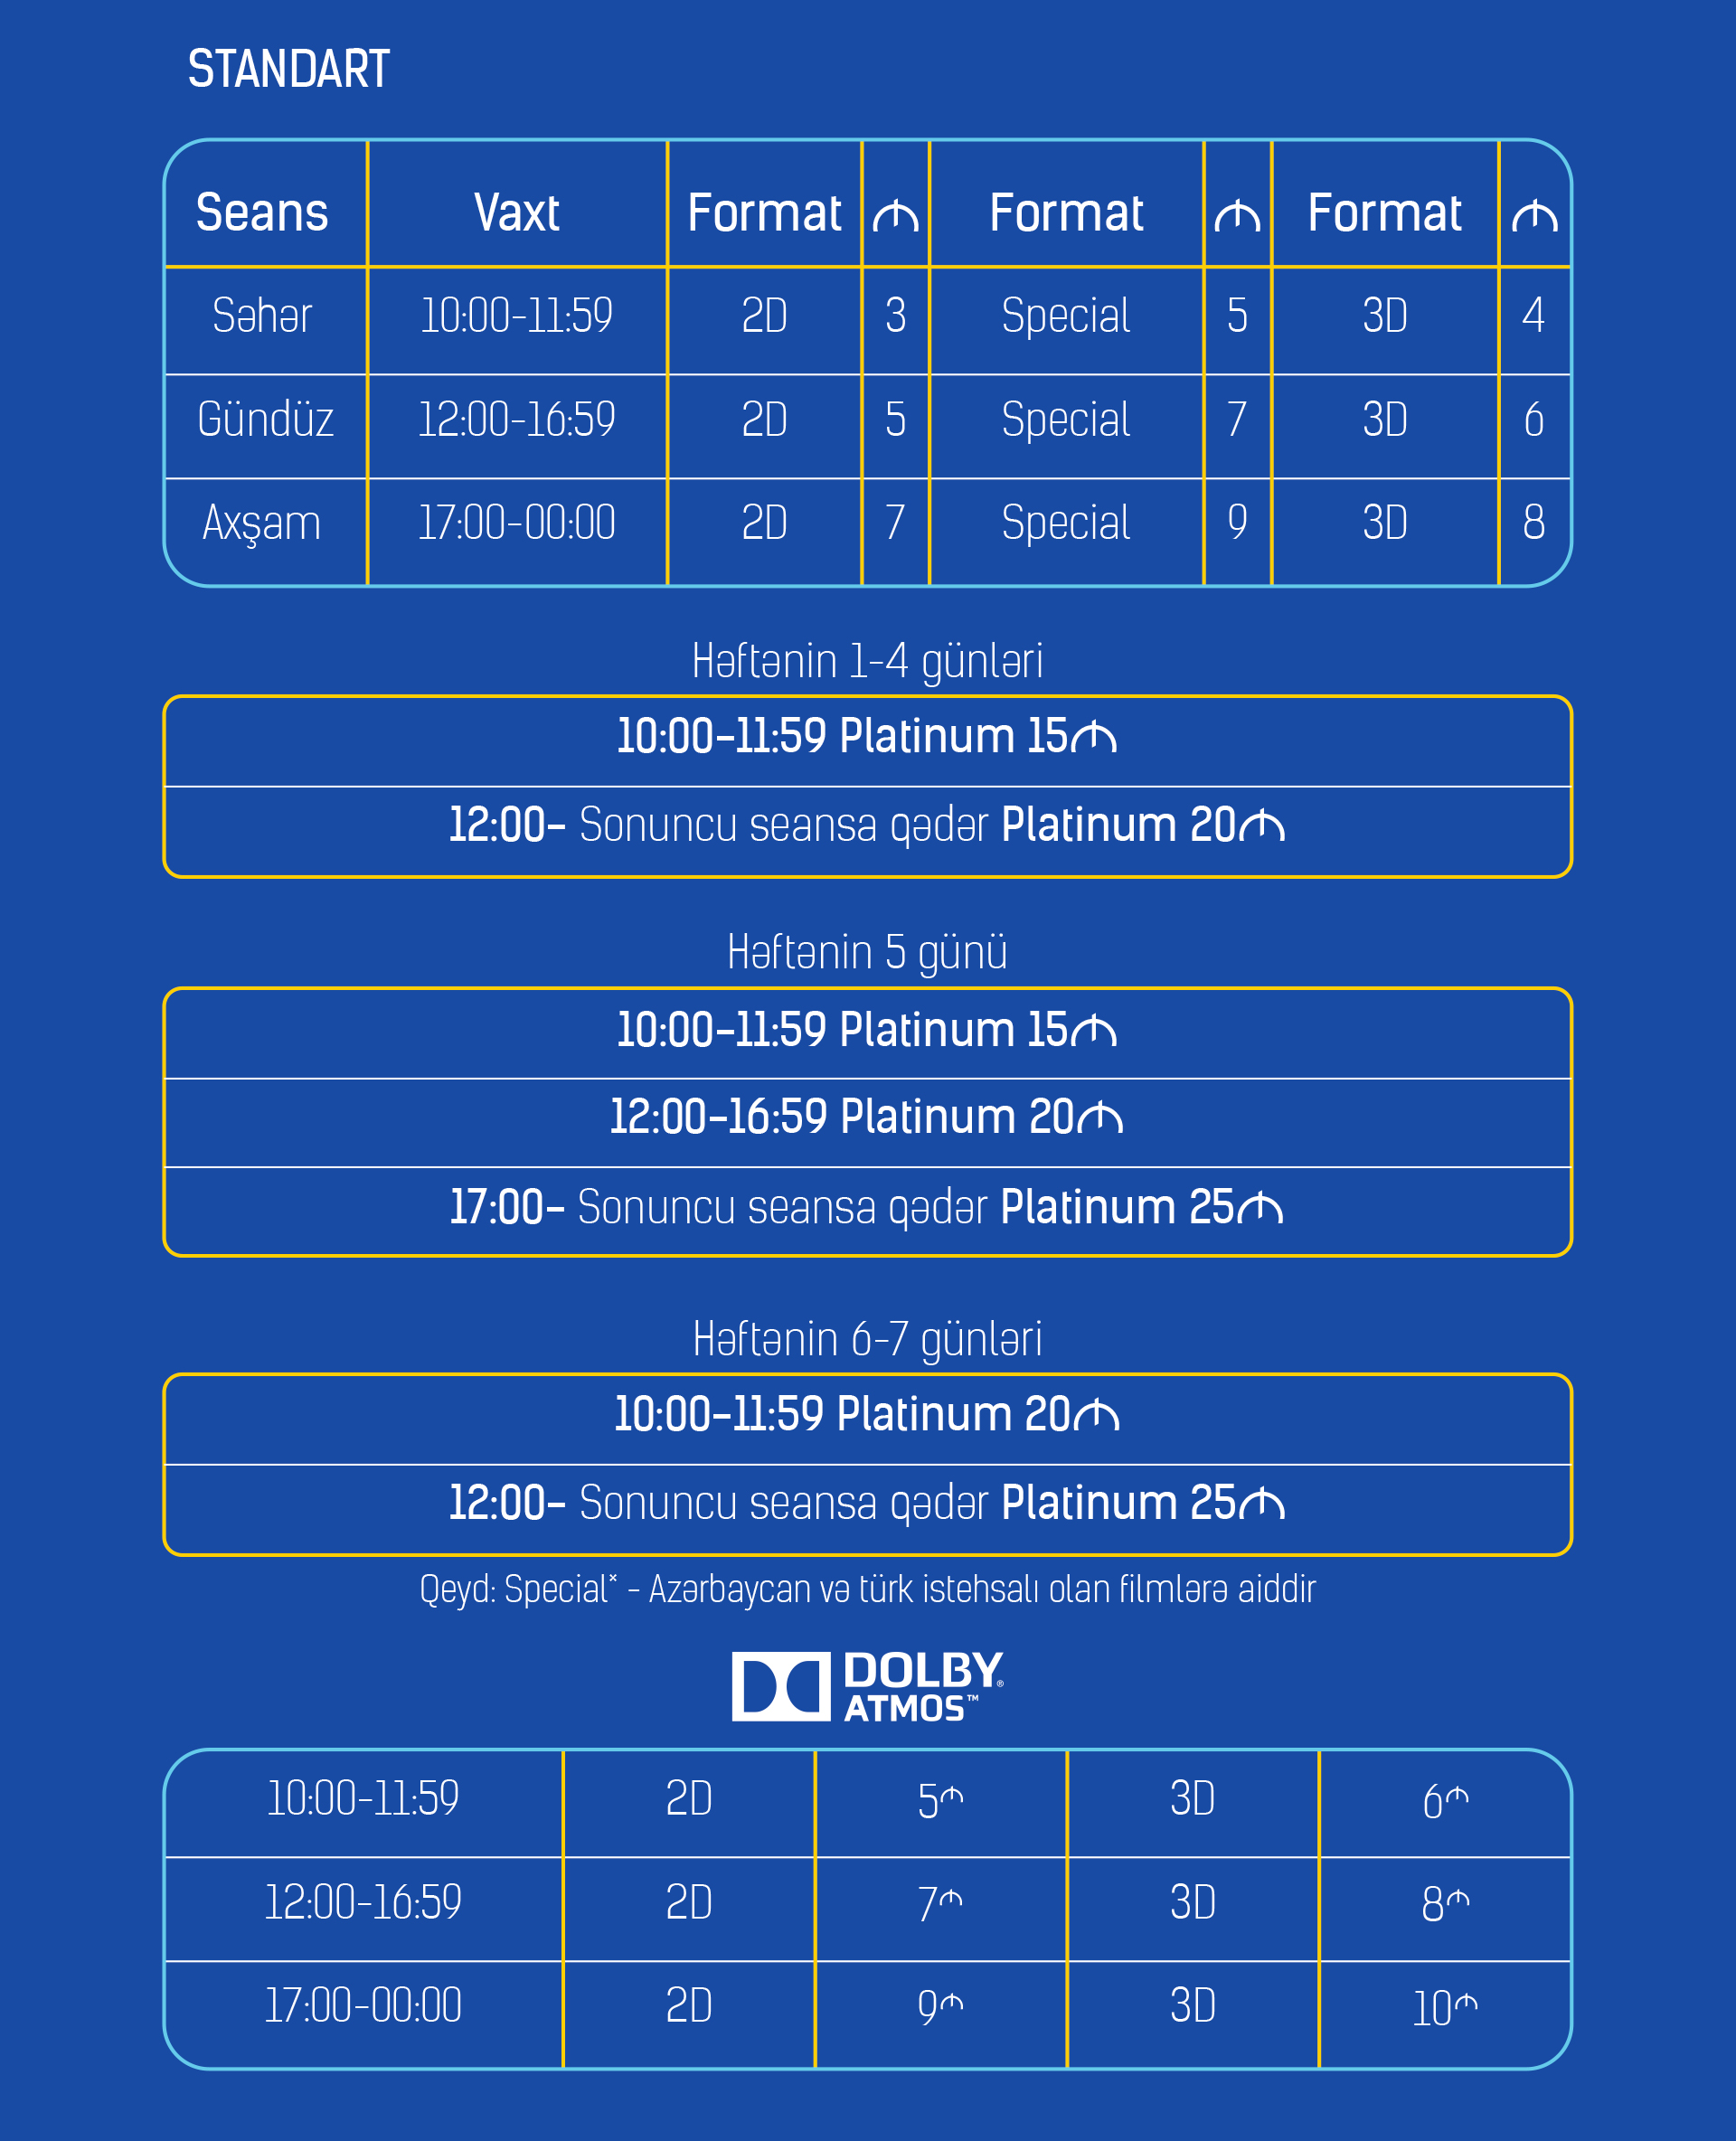 STANDART
Seans Vaxt Format ₼ Format ₼ Format ₼
Səhər 10:00-11:59 2D 3 Special 5 3D 4
Gündüz 12:00-16:59 2D 5 Special 7 3D 6
Axşam 17:00-00:00 2D 7 Special 9 3D 8
Həftənin 1-4 günləri
10:00-11:59 Platinum 15₼
12:00- Sonuncu seansa qədər Platinum 20₼
Həftənin 5 günü
10:00-11:59 Platinum 15₼
12:00-16:59 Platinum 20₼
17:00- Sonuncu seansa qədər Platinum 25₼
Həftənin 6-7 günləri
10:00-11:59 Platinum 20₼
12:00- Sonuncu seansa qədər Platinum 25₼
Qeyd: Special* - Azərbaycan və türk istehsalı olan filmlərə aiddir
DOLBY®
ATMOS™
10:00-11:59 2D 5₼ 3D 6₼
12:00-16:59 2D 7₼ 3D 8₼
17:00-00:00 2D 9₼ 3D 10₼